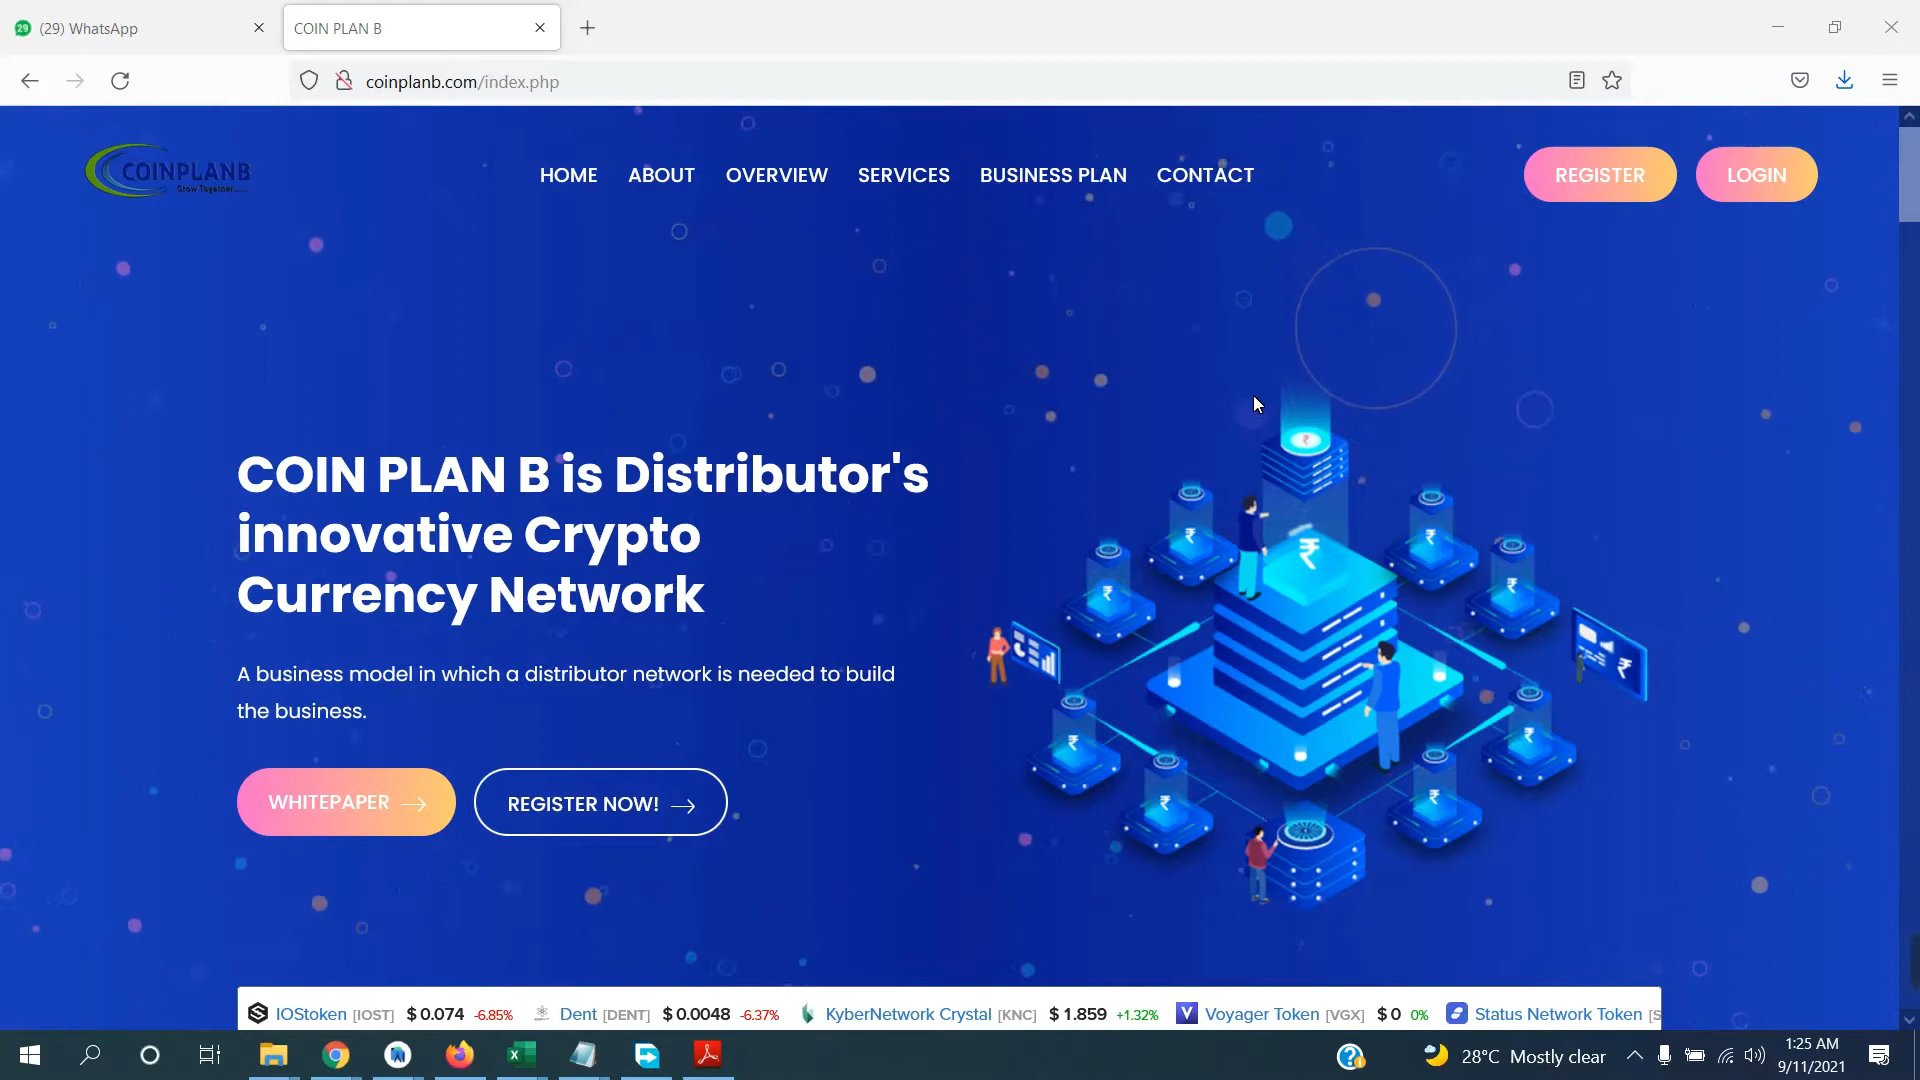 (29) WhatsApp
COIN PLAN B
coinplanb.com/index.php
COINPLANB
Grow Together......
HOME ABOUT OVERVIEW SERVICES BUSINESS PLAN CONTACT
REGISTER LOGIN
COIN PLAN B is Distributor's
innovative Crypto
Currency Network
A business model in which a distributor network is needed to build
the business.
WHITEPAPER
REGISTER NOW!
IOStoken [IOST] $ 0.074 -6.85% Dent [DENT] $ 0.0048 -6.37% KyberNetwork Crystal [KNC] $ 1.859 +1.32% Voyager Token [VGX] $ 0 0% Status Network Token [S
28°C Mostly clear
1:25 AM
9/11/2021